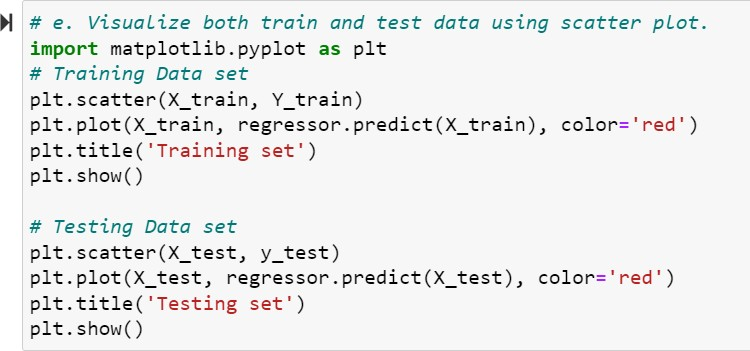 # e. Visualize both train and test data using scatter plot.
import matplotlib.pyplot as plt
# Training Data set
plt.scatter(X_train, Y_train)
plt.plot(X_train, regressor.predict(X_train), color='red')
plt.title('Training set')
plt.show()

# Testing Data set
plt.scatter(X_test, y_test)
plt.plot(X_test, regressor.predict(X_test), color='red')
plt.title('Testing set')
plt.show()